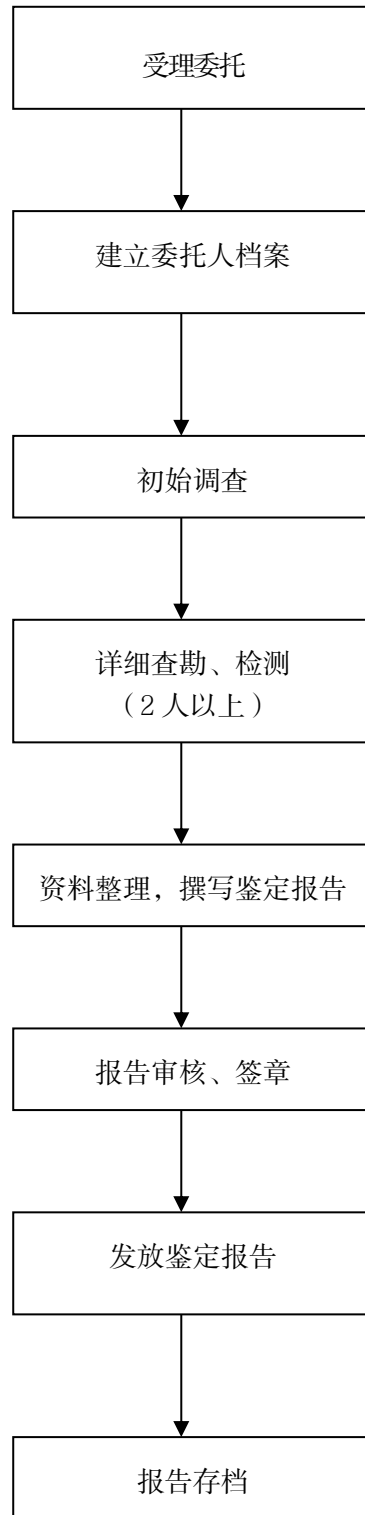 受理委托
建立委托人档案
初始调查
详细查勘、检测
（2 人以上）
资料整理，撰写鉴定报告
报告审核、签章
发放鉴定报告
报告存档